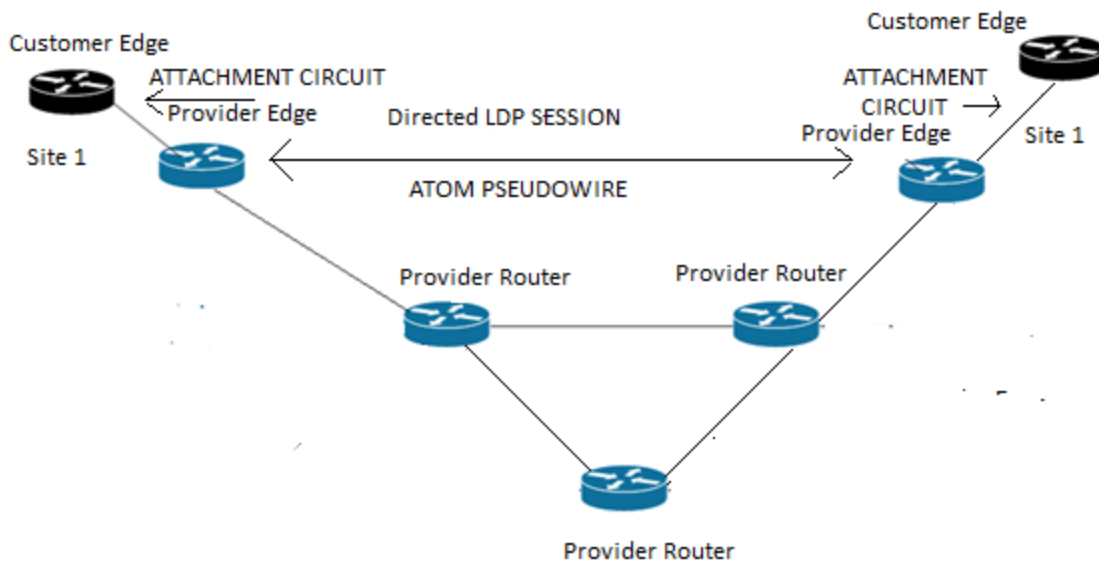 Customer Edge
Customer Edge
ATTACHMENT CIRCUIT
ATTACHMENT
CIRCUIT
Provider Edge
Directed LDP SESSION
Provider Edge
Site 1
Site 1
ATOM PSEUDOWIRE
Provider Router
Provider Router
Provider Router